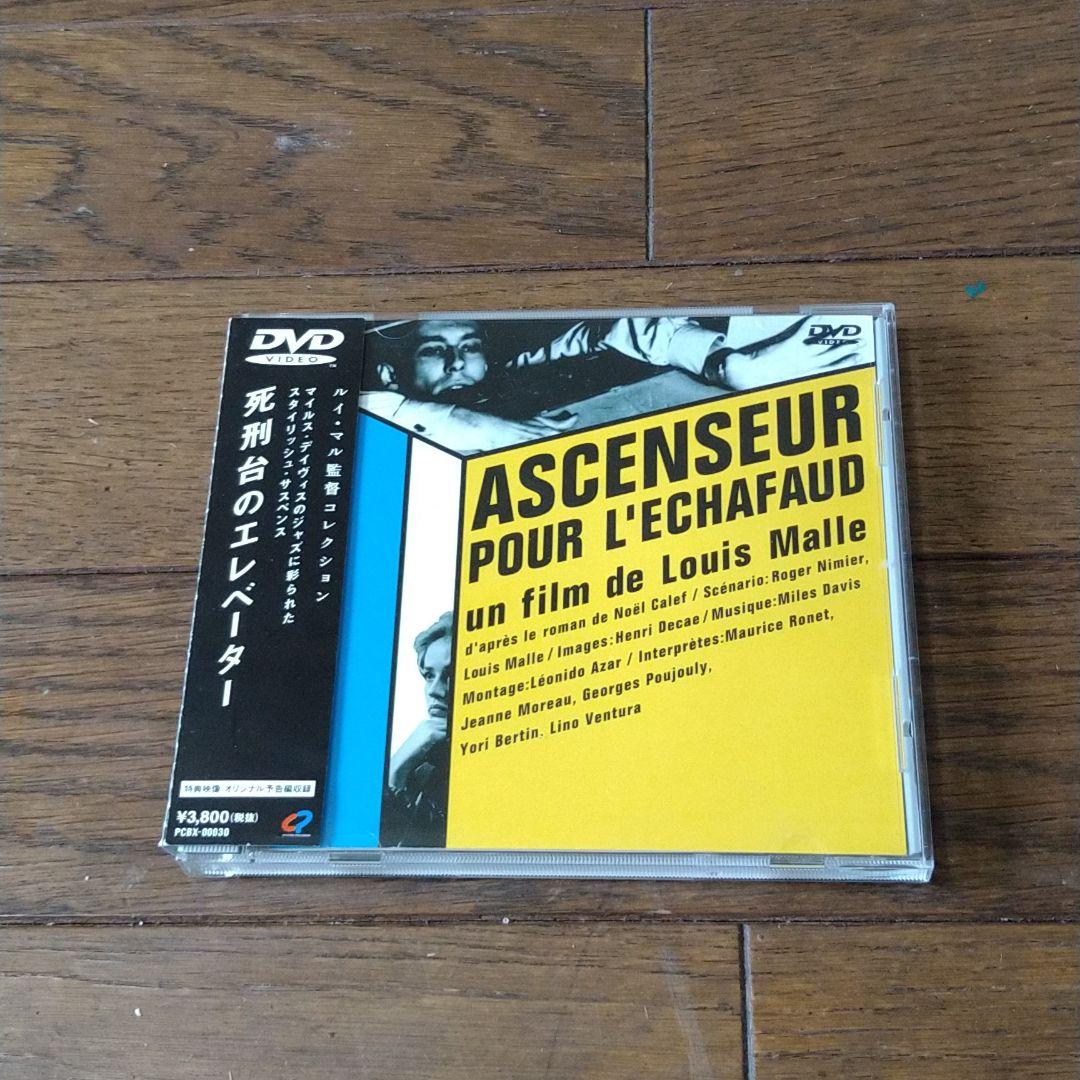 DVD
VIDEO
TM
ルイ・マル監督コレクション
マイルス・デイヴィスのジャズに彩られた
スタイリッシュ・サスペンス
死刑台のエレベーター
特典映像 オリジナル予告編収録
¥3,800(税抜)
PCBX-00030
DVD
VIDEO
ASCENSEUR
POUR L'ECHAFAUD
un film de Louis Malle
d'après le roman de Noël Calef / Scénario: Roger Nimier,
Louis Malle / Images: Henri Decae / Musique: Miles Davis
Montage: Léonido Azar / Interprètes: Maurice Ronet,
Jeanne Moreau, Georges Poujouly,
Yori Bertin, Lino Ventura